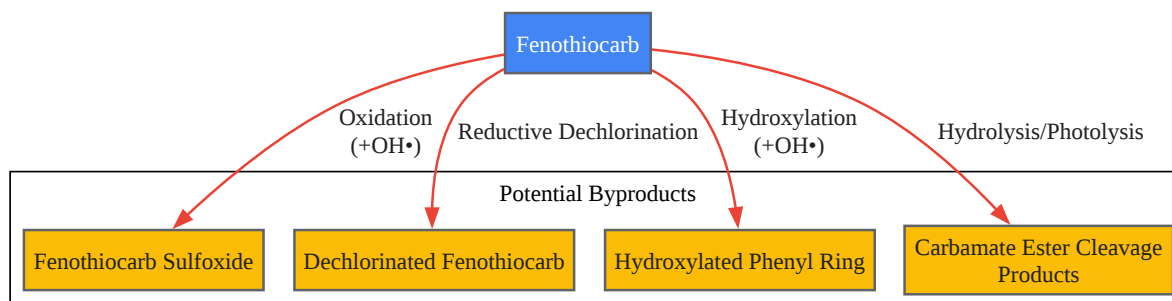 Fenothiocarb
Oxidation
(+OH•)
Reductive Dechlorination
Hydroxylation
(+OH•)
Hydrolysis/Photolysis
Potential Byproducts
Fenothiocarb Sulfoxide
Dechlorinated Fenothiocarb
Hydroxylated Phenyl Ring
Carbamate Ester Cleavage
Products